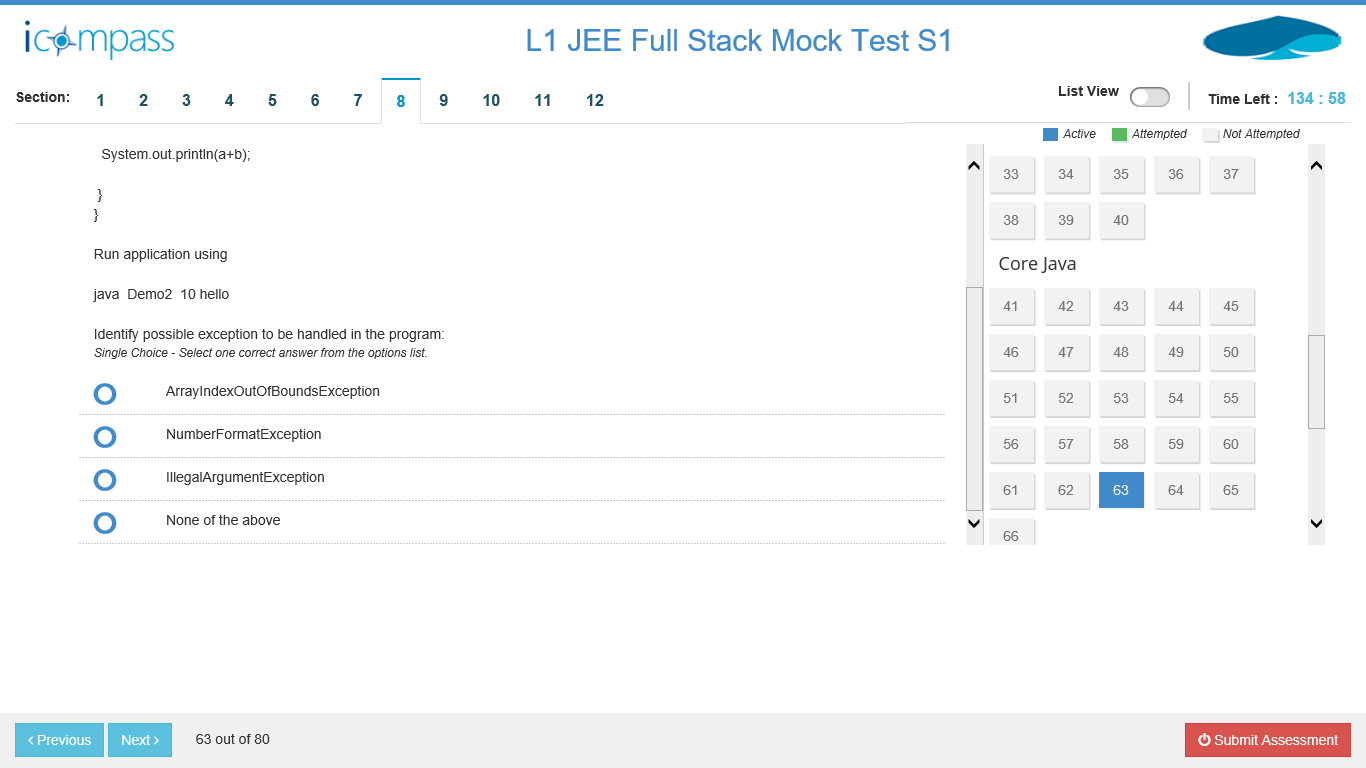 icompass
L1 JEE Full Stack Mock Test S1
Section: 1 2 3 4 5 6 7 8 9 10 11 12
List View
Time Left : 134 : 58
Active Attempted Not Attempted
System.out.println(a+b);
}
}
Run application using
java Demo2 10 hello
Identify possible exception to be handled in the program:
Single Choice - Select one correct answer from the options list.
ArrayIndexOutOfBoundsException
NumberFormatException
IllegalArgumentException
None of the above
33 34 35 36 37
38 39 40
Core Java
41 42 43 44 45
46 47 48 49 50
51 52 53 54 55
56 57 58 59 60
61 62 63 64 65
66
‹ Previous Next › 63 out of 80
Submit Assessment